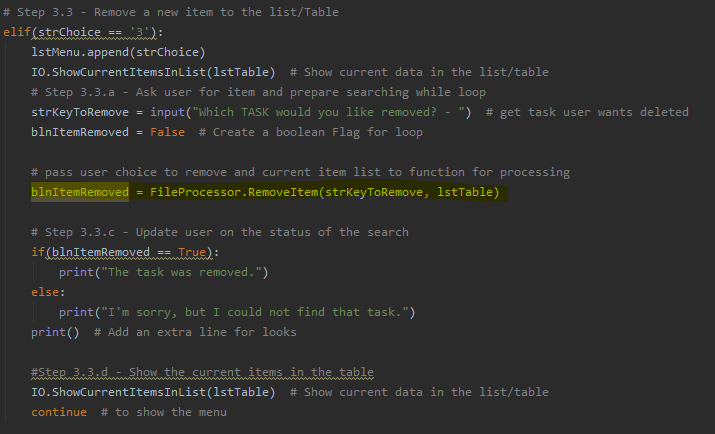 # Step 3.3 - Remove a new item to the list/Table
elif(strChoice == '3'):
    lstMenu.append(strChoice)
    IO.ShowCurrentItemsInList(lstTable)  # Show current data in the list/table
    # Step 3.3.a - Ask user for item and prepare searching while loop
    strKeyToRemove = input("Which TASK would you like removed? - ")  # get task user wants deleted
    blnItemRemoved = False  # Create a boolean Flag for loop
    # pass user choice to remove and current item list to function for processing
    blnItemRemoved = FileProcessor.RemoveItem(strKeyToRemove, lstTable)
    # Step 3.3.c - Update user on the status of the search
    if(blnItemRemoved == True):
        print("The task was removed.")
    else:
        print("I'm sorry, but I could not find that task.")
    print()  # Add an extra line for looks
    #Step 3.3.d - Show the current items in the table
    IO.ShowCurrentItemsInList(lstTable)  # Show current data in the list/table
    continue  # to show the menu